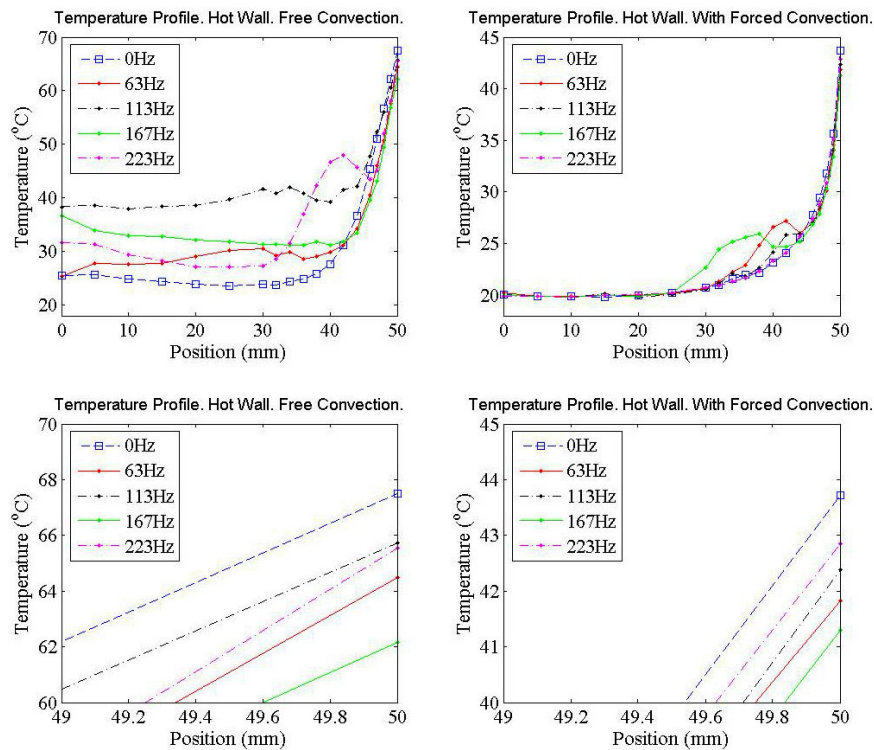 Temperature Profile. Hot Wall. Free Convection.
70
60
50
40
30
20
Temperature (°C)
0Hz
63Hz
113Hz
167Hz
223Hz
0 10 20 30 40 50
Position (mm)
Temperature Profile. Hot Wall. With Forced Convection.
45
40
35
30
25
20
Temperature (°C)
0Hz
63Hz
113Hz
167Hz
223Hz
0 10 20 30 40 50
Position (mm)
Temperature Profile. Hot Wall. Free Convection.
70
68
66
64
62
60
Temperature (°C)
0Hz
63Hz
113Hz
167Hz
223Hz
49 49.2 49.4 49.6 49.8 50
Position (mm)
Temperature Profile. Hot Wall. With Forced Convection.
45
44
43
42
41
40
Temperature (°C)
0Hz
63Hz
113Hz
167Hz
223Hz
49 49.2 49.4 49.6 49.8 50
Position (mm)